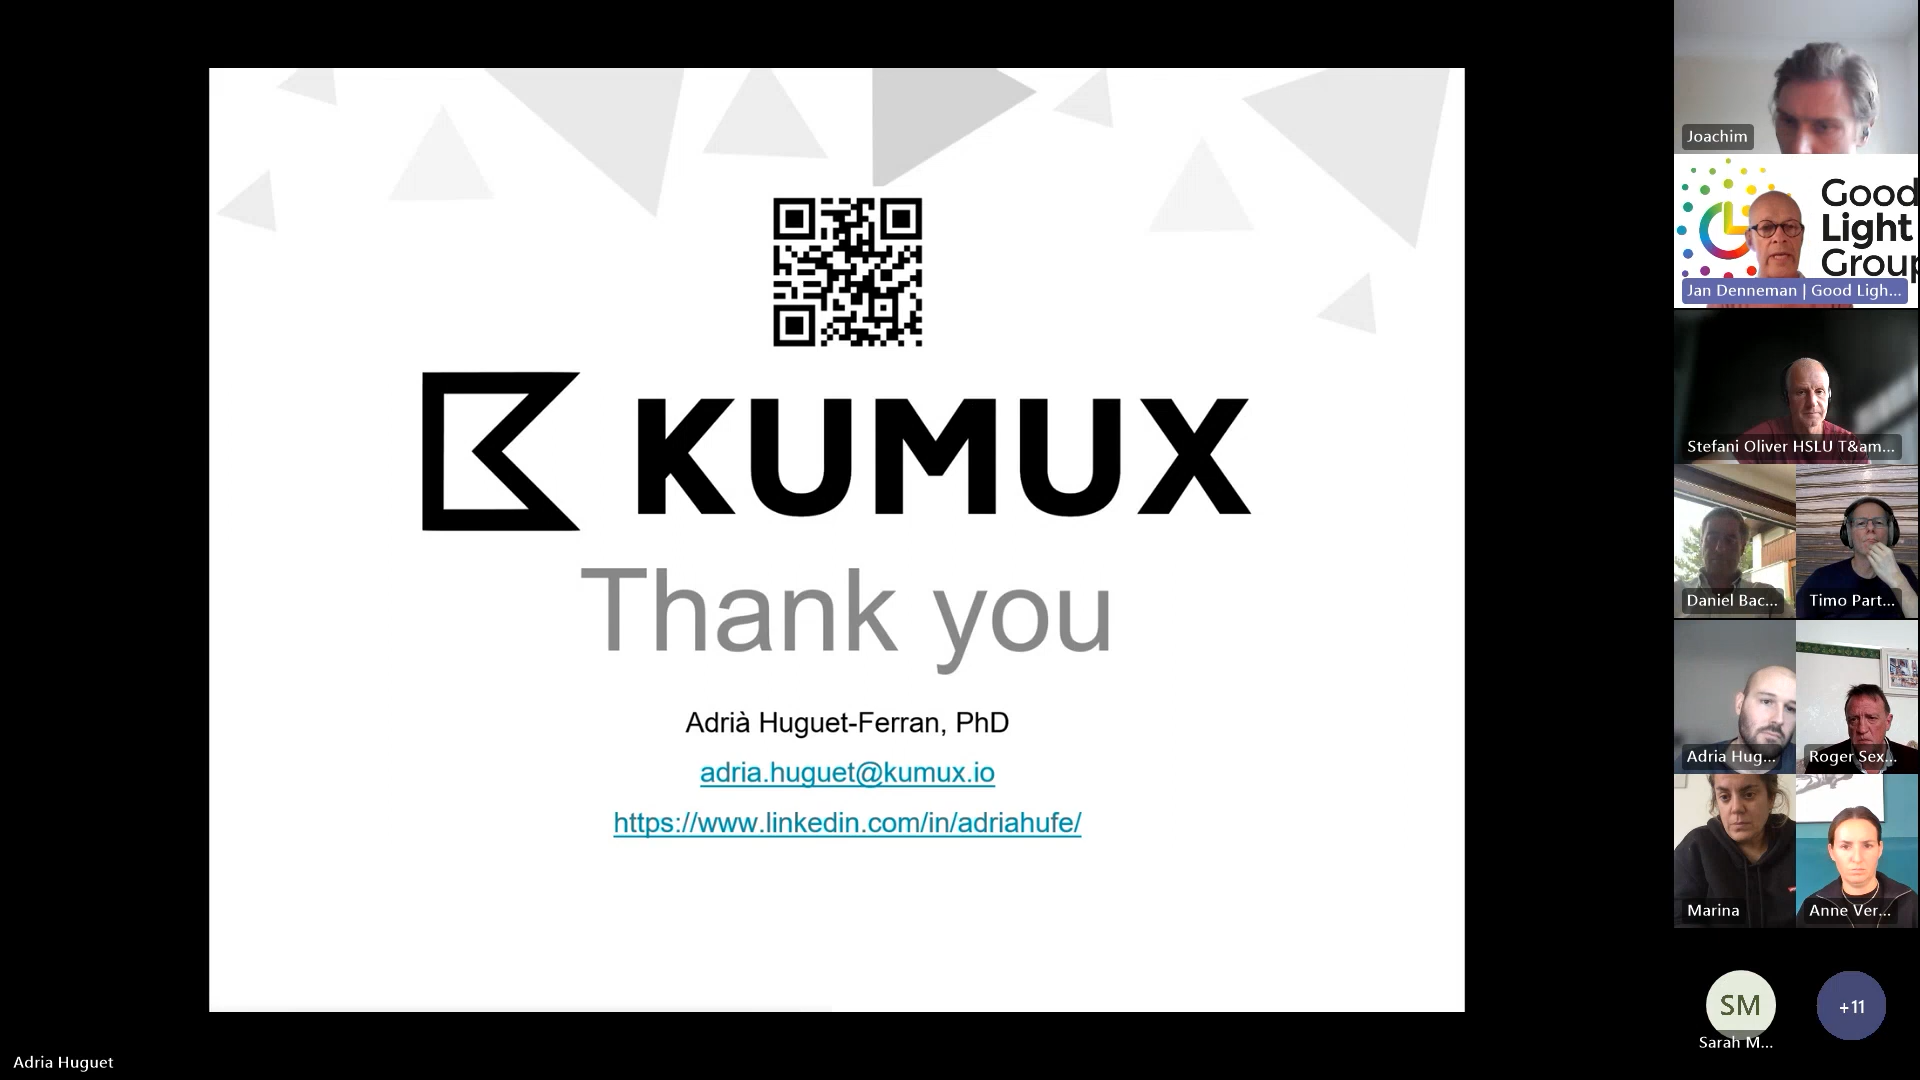 KUMUX
Thank you
Adrià Huguet-Ferran, PhD
adria.huguet@kumux.io
https://www.linkedin.com/in/adriahufe/
Adria Huguet
Joachim
Good
Light
Group
Jan Denneman | Good Ligh...
Stefani Oliver HSLU T&am...
Daniel Bac...
Timo Part...
Adria Hug...
Roger Sex...
Marina
Anne Ver...
SM
Sarah M...
+11